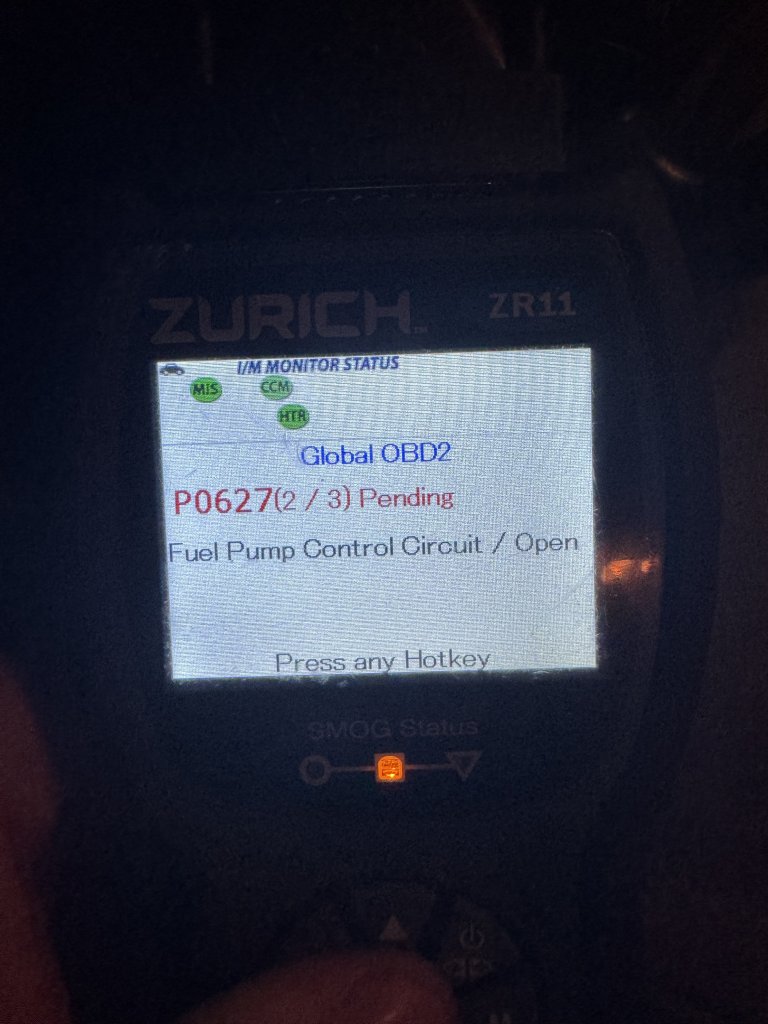 ZURICH ZR11
I/M MONITOR STATUS
MIS CCM
HTR
Global OBD2
P0627(2 / 3) Pending
Fuel Pump Control Circuit / Open
Press any Hotkey
SMOG Status